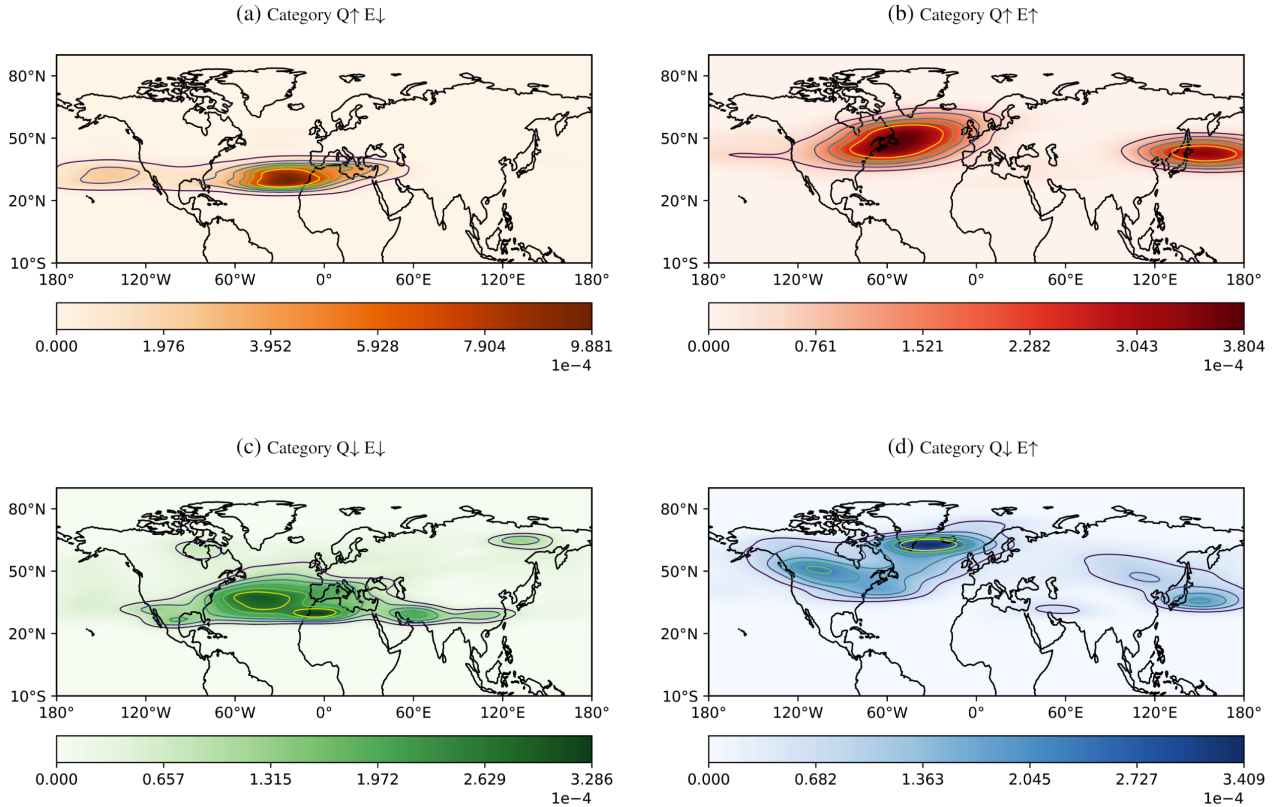 (a) Category Q↑ E↓
80°N
50°N
20°N
10°S
180° 120°W 60°W 0° 60°E 120°E 180°
0.000 1.976 3.952 5.928 7.904 9.881
1e−4
(b) Category Q↑ E↑
80°N
50°N
20°N
10°S
180° 120°W 60°W 0° 60°E 120°E 180°
0.000 0.761 1.521 2.282 3.043 3.804
1e−4
(c) Category Q↓ E↓
80°N
50°N
20°N
10°S
180° 120°W 60°W 0° 60°E 120°E 180°
0.000 0.657 1.315 1.972 2.629 3.286
1e−4
(d) Category Q↓ E↑
80°N
50°N
20°N
10°S
180° 120°W 60°W 0° 60°E 120°E 180°
0.000 0.682 1.363 2.045 2.727 3.409
1e−4